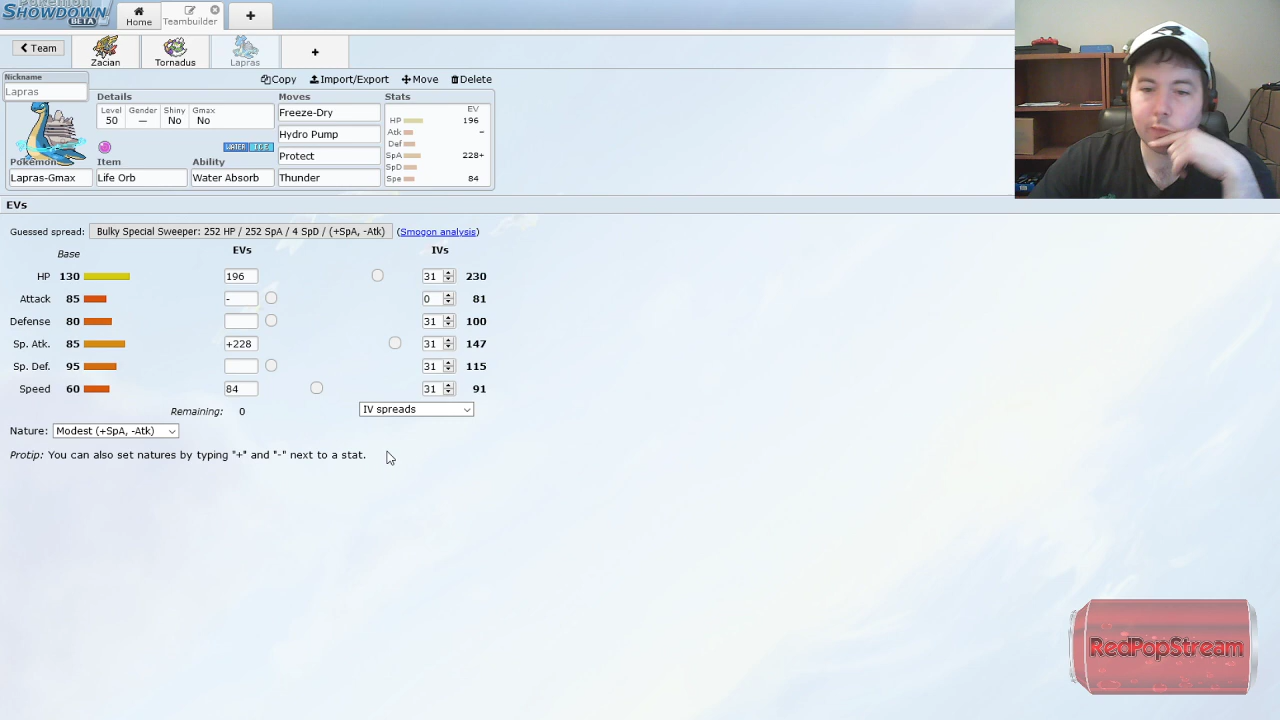 Pokémon
SHOWDOWN
BETA
Home
Teambuilder
+
Team
Zacian
Tornadus
Lapras
+
Copy Import/Export Move Delete
Nickname
Lapras
Details
Level Gender Shiny Gmax
50 — No No
WATER ICE
Pokémon
Lapras-Gmax
Item
Life Orb
Ability
Water Absorb
Moves
Freeze-Dry
Hydro Pump
Protect
Thunder
Stats
EV
HP 196
Atk –
Def
SpA 228+
SpD
Spe 84
EVs
Guessed spread: Bulky Special Sweeper: 252 HP / 252 SpA / 4 SpD / (+SpA, -Atk) (Smogon analysis)
Base EVs IVs
HP 130 196 31 230
Attack 85 - 0 81
Defense 80 31 100
Sp. Atk. 85 +228 31 147
Sp. Def. 95 31 115
Speed 60 84 31 91
Remaining: 0 IV spreads
Nature: Modest (+SpA, -Atk)
Protip: You can also set natures by typing "+" and "-" next to a stat.
RedPopStream